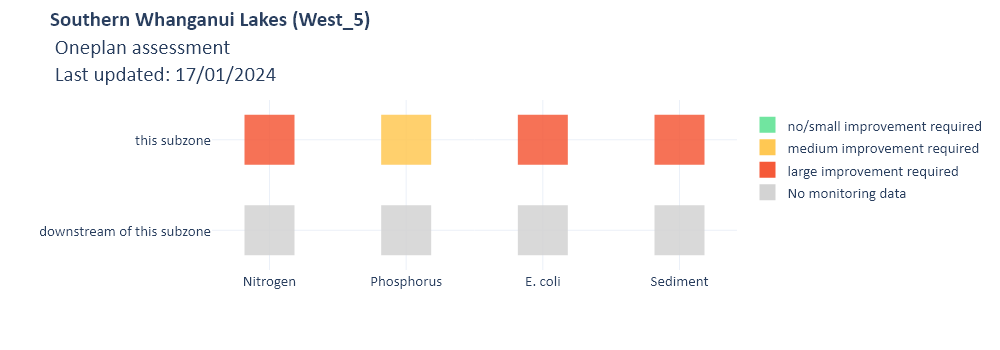 Southern Whanganui Lakes (West_5)
Oneplan assessment
Last updated: 17/01/2024
this subzone
downstream of this subzone
Nitrogen
Phosphorus
E. coli
Sediment
no/small improvement required
medium improvement required
large improvement required
No monitoring data